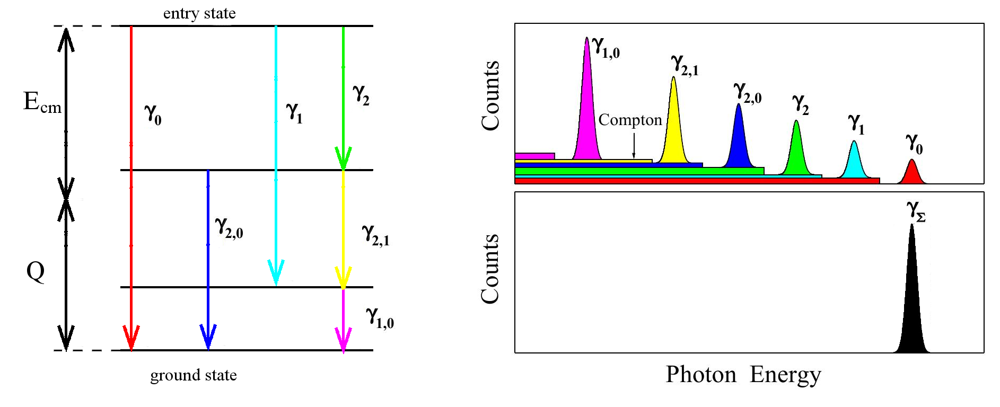 entry state
E_cm
γ_0
γ_1
γ_2
γ_2,0
γ_2,1
Q
γ_1,0
ground state
Counts
γ_1,0
γ_2,1
γ_2,0
γ_2
γ_1
γ_0
Compton
Counts
γ_Σ
Photon Energy